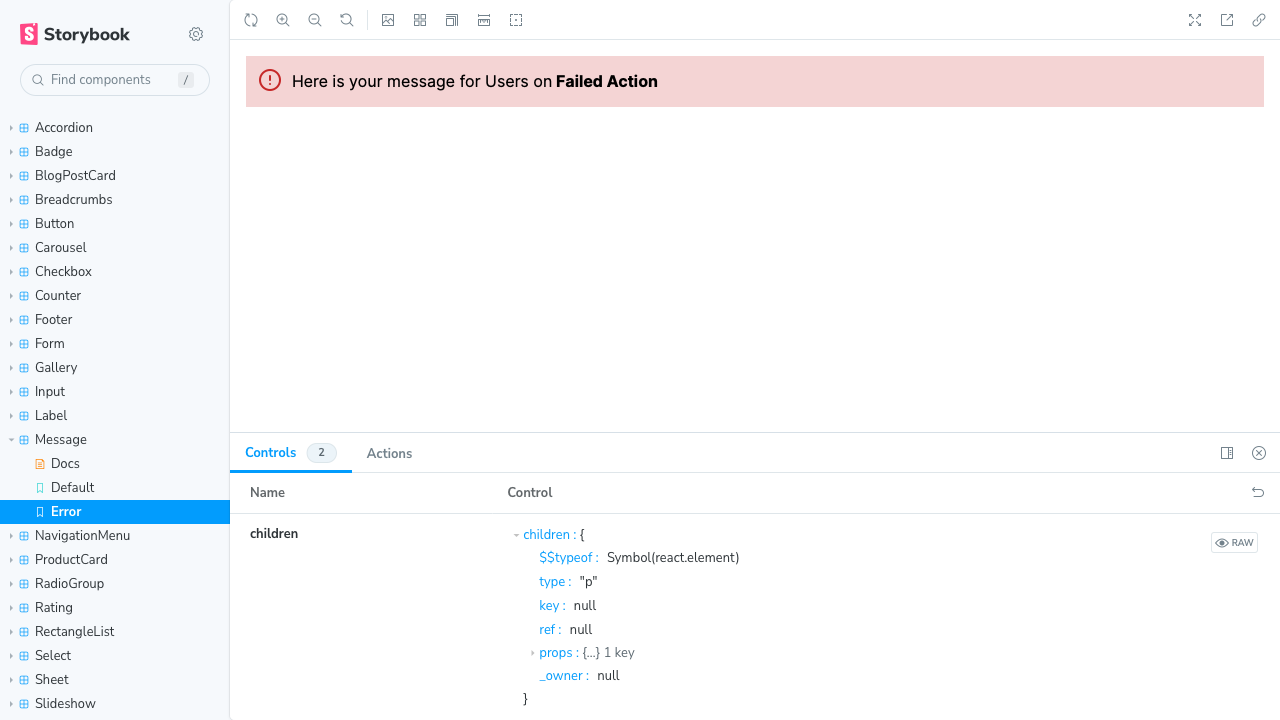 Storybook
Find components /
Accordion
Badge
BlogPostCard
Breadcrumbs
Button
Carousel
Checkbox
Counter
Footer
Form
Gallery
Input
Label
Message
Docs
Default
Error
NavigationMenu
ProductCard
RadioGroup
Rating
RectangleList
Select
Sheet
Slideshow
Here is your message for Users on Failed Action
Controls 2 Actions
Name Control
children
children : {
$$typeof : Symbol(react.element)
type : "p"
key : null
ref : null
props : {...} 1 key
_owner : null
}
RAW